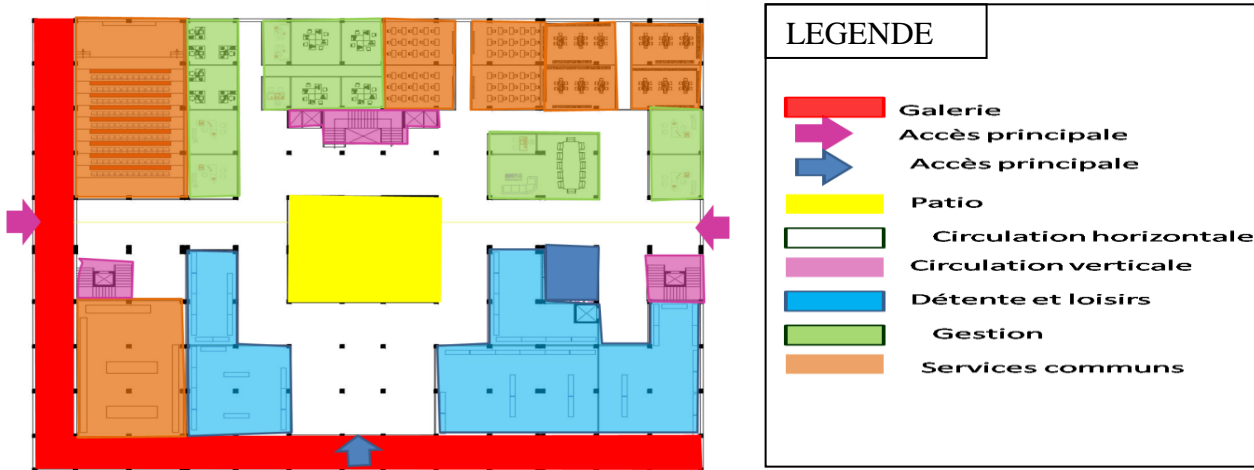 LEGENDE
Galerie
Accès principale
Accès principale
Patio
Circulation horizontale
Circulation verticale
Détente et loisirs
Gestion
Services communs